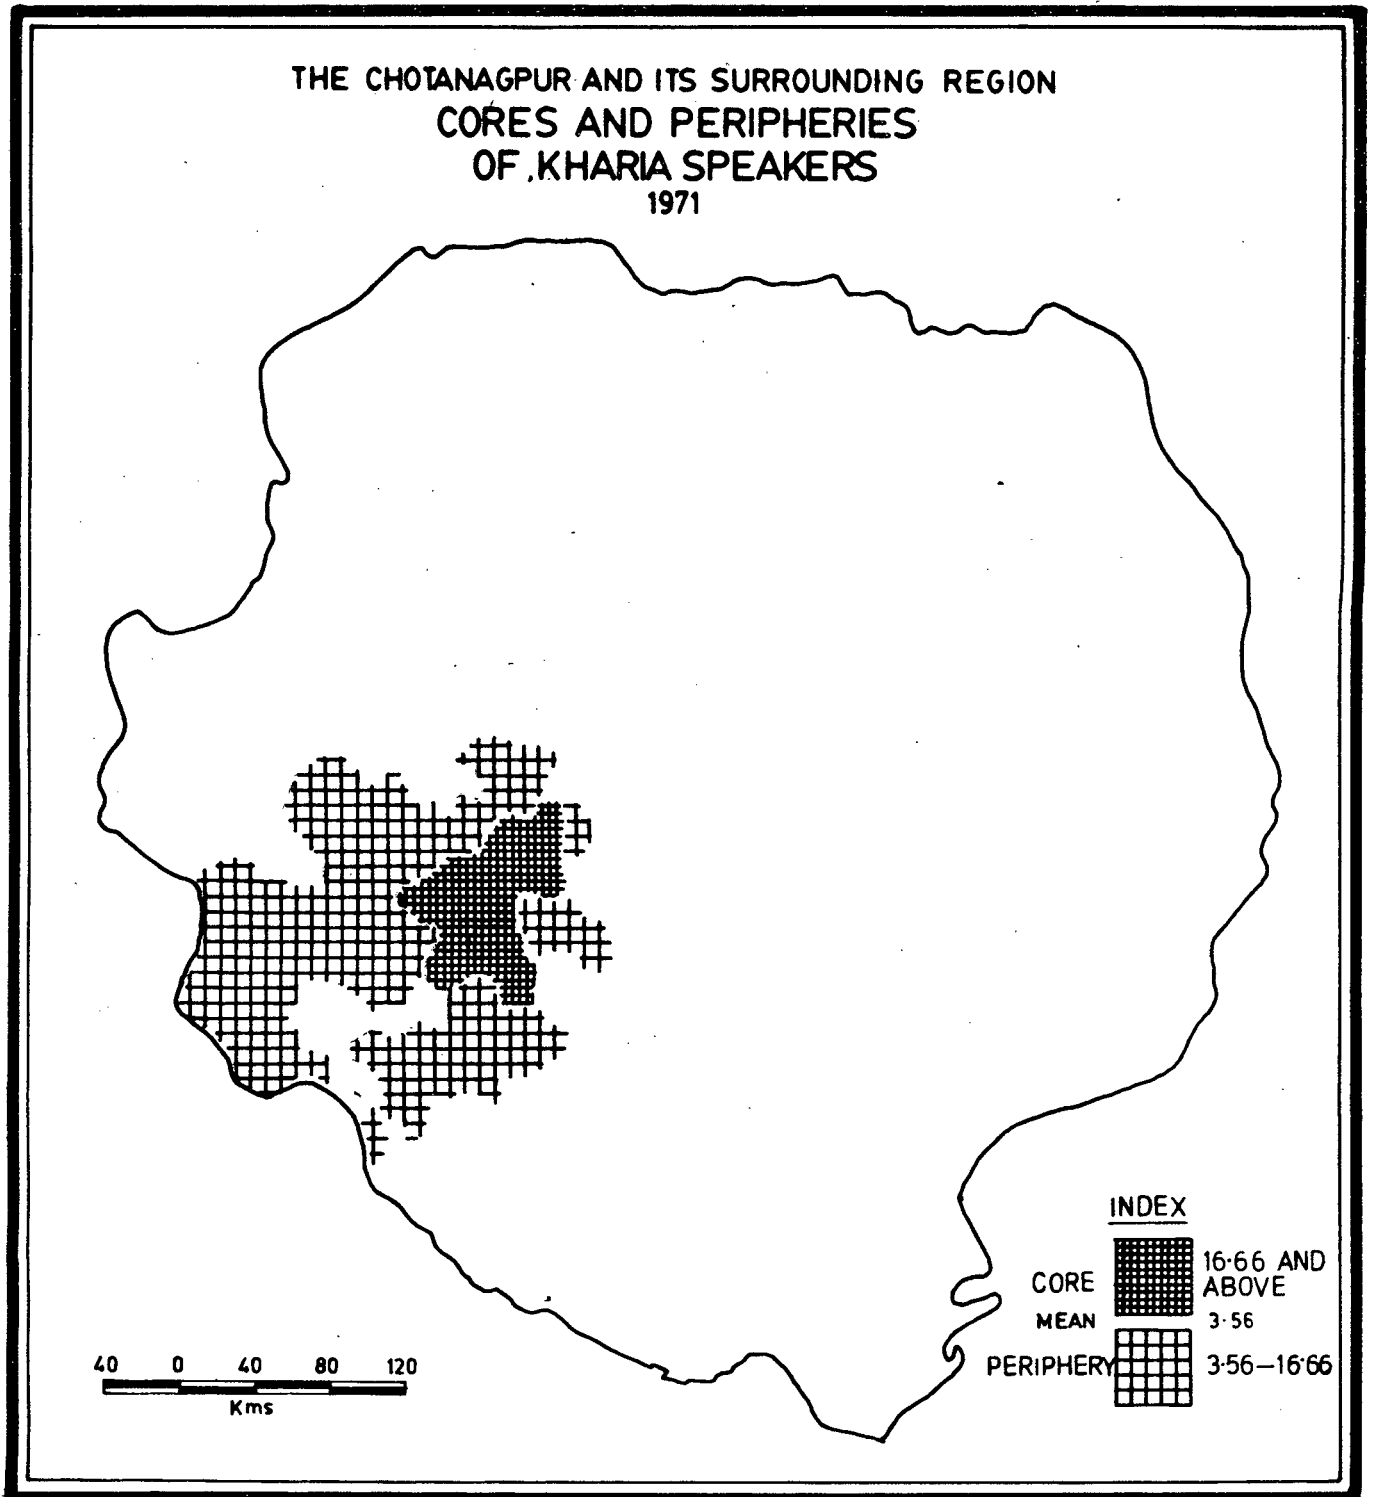 THE CHOTANAGPUR AND ITS SURROUNDING REGION
CORES AND PERIPHERIES
OF KHARIA SPEAKERS
1971
INDEX
CORE
16·66 AND
ABOVE
MEAN 3·56
PERIPHERY 3·56—16·66
40 0 40 80 120
Kms